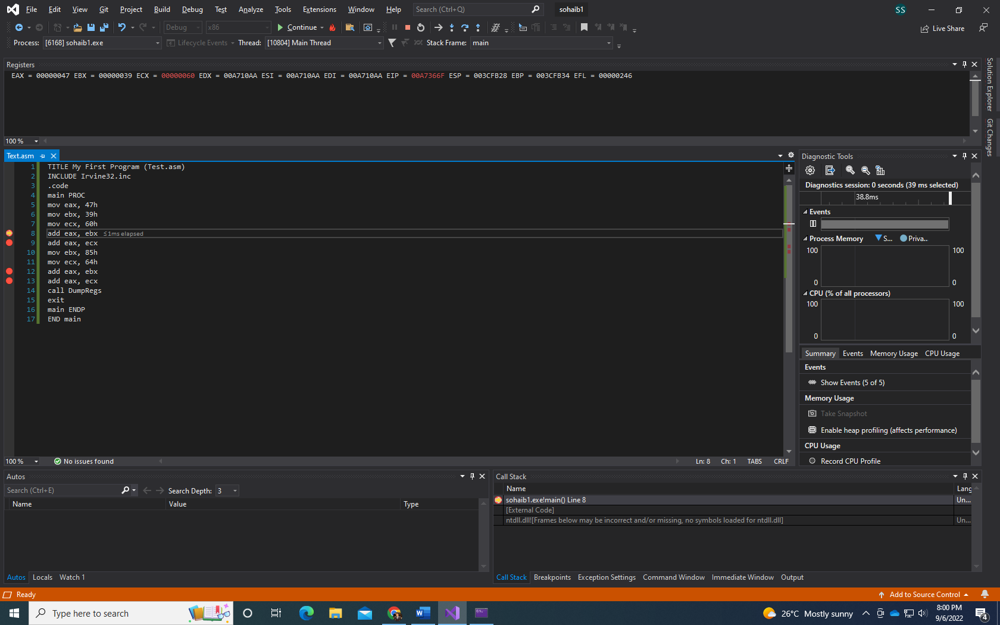 File Edit View Git Project Build Debug Test Analyze Tools Extensions Window Help Search (Ctrl+Q) sohaib1 SS
Debug x86 Continue Live Share
Process: [6168] sohaib1.exe Lifecycle Events Thread: [10804] Main Thread Stack Frame: main
Registers
EAX = 00000047 EBX = 00000039 ECX = 00000060 EDX = 00A710AA ESI = 00A710AA EDI = 00A710AA EIP = 00A7366F ESP = 003CFB28 EBP = 003CFB34 EFL = 00000246
100 %
Solution Explorer
Git Changes
Text.asm
1 TITLE My First Program (Test.asm)
2 INCLUDE Irvine32.inc
3 .code
4 main PROC
5 mov eax, 47h
6 mov ebx, 39h
7 mov ecx, 60h
8 add eax, ebx ≤1ms elapsed
9 add eax, ecx
10 mov ebx, 85h
11 mov ecx, 64h
12 add eax, ebx
13 add eax, ecx
14 call DumpRegs
15 exit
16 main ENDP
17 END main
100 % No issues found Ln: 8 Ch: 1 TABS CRLF
Diagnostic Tools
Diagnostics session: 0 seconds (39 ms selected)
38.8ms
Events
Process Memory S... Priva...
100 100
0 0
CPU (% of all processors)
100 100
0 0
Summary Events Memory Usage CPU Usage
Events
Show Events (5 of 5)
Memory Usage
Take Snapshot
Enable heap profiling (affects performance)
CPU Usage
Record CPU Profile
Autos
Search (Ctrl+E) Search Depth: 3
Name Value Type
Autos Locals Watch 1
Call Stack
Name Lang
sohaib1.exe!main() Line 8 Un...
[External Code]
ntdll.dll![Frames below may be incorrect and/or missing, no symbols loaded for ntdll.dll] Un...
Call Stack Breakpoints Exception Settings Command Window Immediate Window Output
Ready Add to Source Control
Type here to search 26°C Mostly sunny 8:00 PM
9/6/2022 4